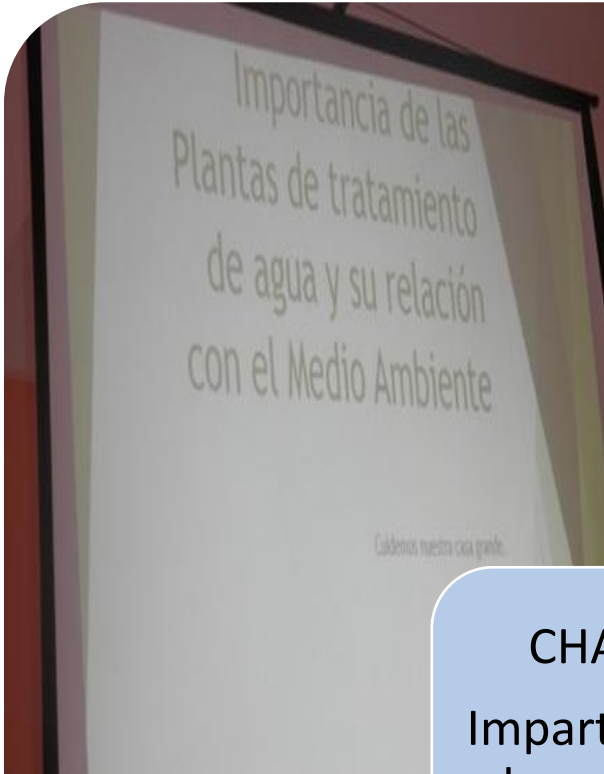 Importancia de las
Plantas de tratamiento
de agua y su relación
con el Medio Ambiente
Cuidemos nuestra casa grande.
CHA
Impart